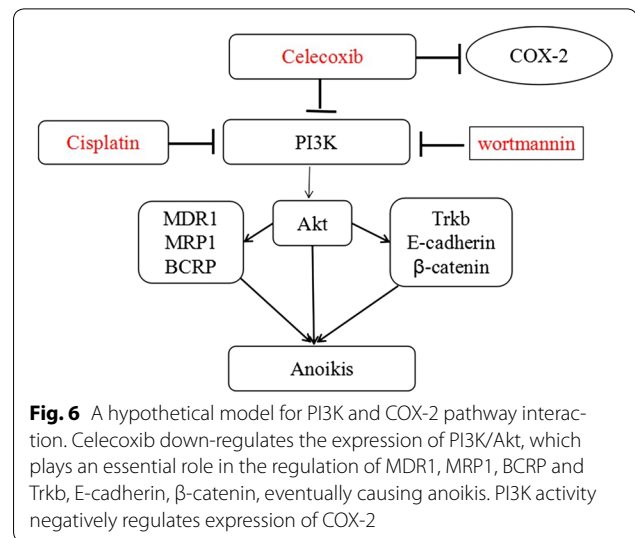 Celecoxib
COX-2
Cisplatin
PI3K
wortmannin
MDR1
MRP1
BCRP
Akt
Trkb
E-cadherin
β-catenin
Anoikis
Fig. 6 A hypothetical model for PI3K and COX-2 pathway interac-
tion. Celecoxib down-regulates the expression of PI3K/Akt, which
plays an essential role in the regulation of MDR1, MRP1, BCRP and
Trkb, E-cadherin, β-catenin, eventually causing anoikis. PI3K activity
negatively regulates expression of COX-2